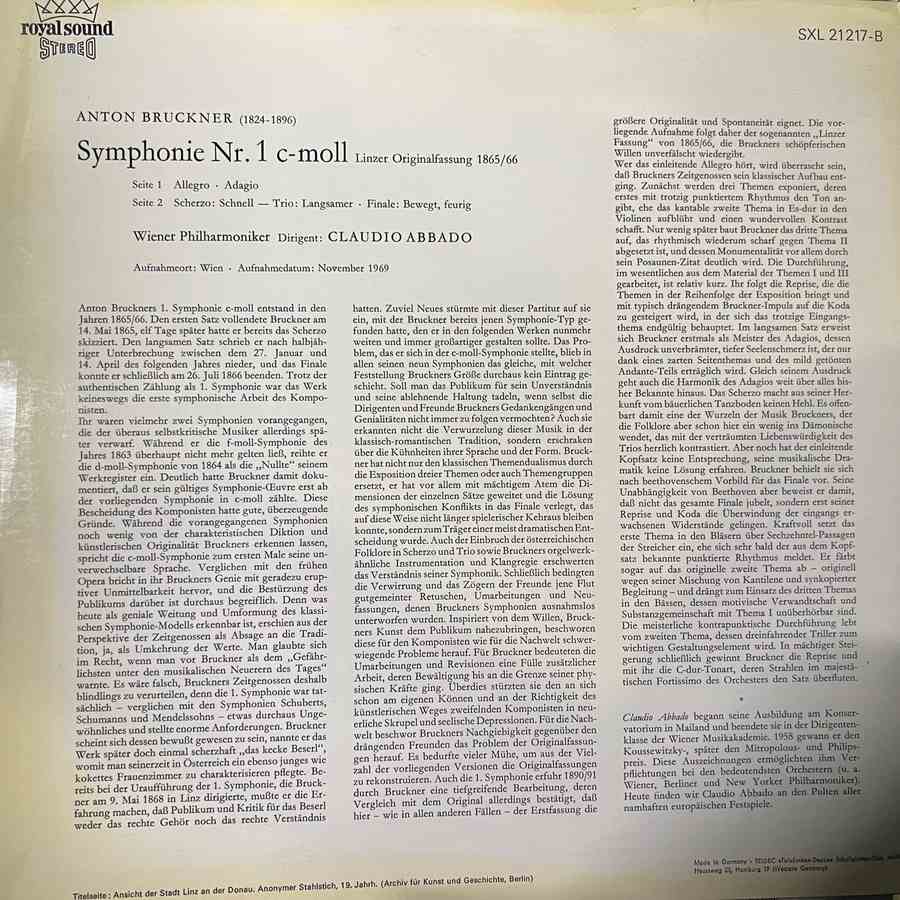 royal sound
STEREO
SXL 21217-B
ANTON BRUCKNER (1824-1896)
Symphonie Nr. 1 c-moll Linzer Originalfassung 1865/66
Seite 1 Allegro · Adagio
Seite 2 Scherzo: Schnell — Trio: Langsamer · Finale: Bewegt, feurig
Wiener Philharmoniker Dirigent: CLAUDIO ABBADO
Aufnahmeort: Wien · Aufnahmedatum: November 1969
Anton Bruckners 1. Symphonie c-moll entstand in den
Jahren 1865/66. Den ersten Satz vollendete Bruckner am
14. Mai 1865, elf Tage später hatte er bereits das Scherzo
skizziert. Den langsamen Satz schrieb er nach halbjäh-
riger Unterbrechung zwischen dem 27. Januar und
14. April des folgenden Jahres nieder, und das Finale
konnte er schließlich am 26. Juli 1866 beenden. Trotz der
authentischen Zählung als 1. Symphonie war das Werk
keineswegs die erste symphonische Arbeit des Kompo-
nisten.
Ihr waren vielmehr zwei Symphonien vorangegangen,
die der überaus selbstkritische Musiker allerdings spä-
ter verwarf. Während er die f-moll-Symphonie des
Jahres 1863 überhaupt nicht mehr gelten ließ, reihte er
die d-moll-Symphonie von 1864 als die „Nullte“ seinem
Werkregister ein. Deutlich hatte Bruckner damit doku-
mentiert, daß er sein gültiges Symphonie-Œuvre erst ab
der vorliegenden Symphonie in c-moll zählte. Diese
Bescheidung des Komponisten hatte gute, überzeugende
Gründe. Während die vorangegangenen Symphonien
noch wenig von der charakteristischen Diktion und
künstlerischen Originalität Bruckners erkennen lassen,
spricht die c-moll-Symphonie zum ersten Male seine un-
verwechselbare Sprache. Verglichen mit den frühen
Opera bricht in ihr Bruckners Genie mit geradezu erup-
tiver Unmittelbarkeit hervor, und die Bestürzung des
Publikums darüber ist durchaus begreiflich. Denn was
heute als geniale Weitung und Umformung des klassi-
schen Symphonie-Modells erkennbar ist, erschien aus der
Perspektive der Zeitgenossen als Absage an die Tradi-
tion, ja, als Umkehrung der Werte. Man glaubte sich
im Recht, wenn man vor Bruckner als dem „Gefähr-
lichsten unter den musikalischen Neuerern des Tages“
warnte. Es wäre falsch, Bruckners Zeitgenossen deshalb
blindlings zu verurteilen, denn die 1. Symphonie war tat-
sächlich – verglichen mit den Symphonien Schuberts,
Schumanns und Mendelssohns – etwas durchaus Unge-
wöhnliches und stellte enorme Anforderungen. Bruckner
scheint sich dessen bewußt gewesen zu sein, nannte er das
Werk später doch einmal scherzhaft „das kecke Beserl“,
womit man seinerzeit in Österreich ein ebenso junges wie
kokettes Frauenzimmer zu charakterisieren pflegte. Be-
reits bei der Uraufführung der 1. Symphonie, die Bruck-
ner am 9. Mai 1868 in Linz dirigierte, mußte er die Er-
fahrung machen, daß Publikum und Kritik für das Beserl
weder das rechte Gehör noch das rechte Verständnis
hatten. Zuviel Neues stürmte mit dieser Partitur auf sie
ein, mit der Bruckner bereits jenen Symphonie-Typ ge-
funden hatte, den er in den folgenden Werken nunmehr
weiten und immer großartiger gestalten sollte. Das Pro-
blem, das er sich in der c-moll-Symphonie stellte, blieb in
allen seinen neun Symphonien das gleiche, mit welcher
Feststellung Bruckners Größe durchaus kein Eintrag ge-
schieht. Soll man das Publikum für sein Unverständnis
und seine ablehnende Haltung tadeln, wenn selbst die
Dirigenten und Freunde Bruckners Gedankengängen und
Genialitäten nicht immer zu folgen vermochten? Auch sie
erkannten nicht die Verwurzelung dieser Musik in der
klassisch-romantischen Tradition, sondern erschraken
über die Kühnheiten ihrer Sprache und der Form. Bruck-
ner hat nicht nur den klassischen Themendualismus durch
die Exposition dreier Themen oder auch Themengruppen
ersetzt, er hat vor allem mit mächtigem Atem die Di-
mensionen der einzelnen Sätze geweitet und die Lösung
des symphonischen Konflikts in das Finale verlegt, das
auf diese Weise nicht länger spielerischer Kehraus bleiben
konnte, sondern zum Träger einer meist dramatischen Ent-
scheidung wurde. Auch der Einbruch der österreichischen
Folklore in Scherzo und Trio sowie Bruckners orgelwerk-
ähnliche Instrumentation und Klangregie erschwerten
das Verständnis seiner Symphonik. Schließlich bedingten
die Verwirrung und das Zögern der Freunde jene Flut
gutgemeinter Retuschen, Umarbeitungen und Neu-
fassungen, denen Bruckners Symphonien ausnahmslos
unterworfen wurden. Inspiriert von dem Willen, Bruck-
ners Kunst dem Publikum nahezubringen, beschworen
diese für den Komponisten wie für die Nachwelt schwer-
wiegende Probleme herauf. Für Bruckner bedeuteten die
Umarbeitungen und Revisionen eine Fülle zusätzlicher
Arbeit, deren Bewältigung bis an die Grenze seiner phy-
sischen Kräfte ging. Überdies stürzten sie den an sich
schon am eigenen Können und an der Richtigkeit des
künstlerischen Weges zweifelnden Komponisten in neu-
erliche Skrupel und seelische Depressionen. Für die Nach-
welt beschwor Bruckners Nachgiebigkeit gegenüber den
drängenden Freunden das Problem der Originalfassun-
gen herauf. Es bedurfte vieler Mühe, um aus der Viel-
zahl der vorliegenden Versionen die Originalfassungen
zu rekonstruieren. Auch die 1. Symphonie erfuhr 1890/91
durch Bruckner eine tiefgreifende Bearbeitung, deren
Vergleich mit dem Original allerdings bestätigt, daß
hier – wie in allen anderen Fällen – der Erstfassung die
größere Originalität und Spontaneität eignet. Die vor-
liegende Aufnahme folgt daher der sogenannten „Linzer
Fassung“ von 1865/66, die Bruckners schöpferischen
Willen unverfälscht wiedergibt.
Wer das einleitende Allegro hört, wird überrascht sein,
daß Bruckners Zeitgenossen sein klassischer Aufbau ent-
ging. Zunächst werden drei Themen exponiert, deren
erstes mit trotzig punktiertem Rhythmus den Ton an-
gibt, ehe das kantable zweite Thema in Es-dur in den
Violinen aufblüht und einen wundervollen Kontrast
schafft. Nur wenig später baut Bruckner das dritte Thema
auf, das rhythmisch wiederum scharf gegen Thema II
abgesetzt ist, und dessen Monumentalität vor allem durch
sein Posaunen-Zitat deutlich wird. Die Durchführung,
im wesentlichen aus dem Material der Themen I und III
gearbeitet, ist relativ kurz. Ihr folgt die Reprise, die die
Themen in der Reihenfolge der Exposition bringt und
mit typisch drängendem Bruckner-Impuls auf die Koda
zu gesteigert wird, in der sich das trotzige Eingangs-
thema endgültig behauptet. Im langsamen Satz erweist
sich Bruckner erstmals als Meister des Adagios, dessen
Ausdruck unverbrämter, tiefer Seelenschmerz ist, der nur
dank eines zarten Seitenthemas und des mild getönten
Andante-Teils erträglich wird. Gleich seinem Ausdruck
geht auch die Harmonik des Adagios weit über alles bis-
her Bekannte hinaus. Das Scherzo macht aus seiner Her-
kunft vom bäuerlichen Tanzboden keinen Hehl. Es offen-
bart damit eine der Wurzeln der Musik Bruckners, der
die Folklore aber schon hier ein wenig ins Dämonische
wendet, das mit der verträumten Liebenswürdigkeit des
Trios herrlich kontrastiert. Aber noch hat der einleitende
Kopfsatz keine Entsprechung, seine musikalische Dra-
matik keine Lösung erfahren. Bruckner behielt sie sich
nach beethovenschem Vorbild für das Finale vor. Seine
Unabhängigkeit von Beethoven aber beweist er damit,
daß nicht das gesamte Finale jubelt, sondern erst seiner
Reprise und Koda die Überwindung der eingangs er-
wachsenen Widerstände gelingen. Kraftvoll setzt das
erste Thema in den Bläsern über Sechzehntel-Passagen
der Streicher ein, ehe sich sehr bald der aus dem Kopf-
satz bekannte punktierte Rhythmus meldet. Er färbt
sogar auf das originelle zweite Thema ab – originell
wegen seiner Mischung von Kantilene und synkopierter
Begleitung – und drängt zum Einsatz des dritten Themas
in den Bässen, dessen motivische Verwandtschaft und
Substanzgemeinschaft mit Thema I unüberhörbar sind.
Die meisterliche kontrapunktische Durchführung lebt
vom zweiten Thema, dessen dreinfahrender Triller zum
wichtigen Gestaltungselement wird. In mächtiger Stei-
gerung schließlich gewinnt Bruckner die Reprise und
mit ihr die C-dur-Tonart, deren Strahlen im majestä-
tischen Fortissimo des Orchesters den Satz überfluten.
*
Claudio Abbado begann seine Ausbildung am Konser-
vatorium in Mailand und beendete sie in der Dirigenten-
klasse der Wiener Musikakademie. 1958 gewann er den
Koussewitzky-, später den Mitropoulos- und Philips-
preis. Diese Auszeichnungen ermöglichten ihm Ver-
pflichtungen bei den bedeutendsten Orchestern (u. a.
Wiener, Berliner und New Yorker Philharmoniker).
Heute finden wir Claudio Abbado an den Pulten aller
namhaften europäischen Festspiele.
Made in Germany · TELDEC »Telefunken-Decca«
Heussweg 25, Hamburg 19 (Western Germany)
Titelseite: Ansicht der Stadt Linz an der Donau. Anonymer Stahlstich, 19. Jahrh. (Archiv für Kunst und Geschichte, Berlin)